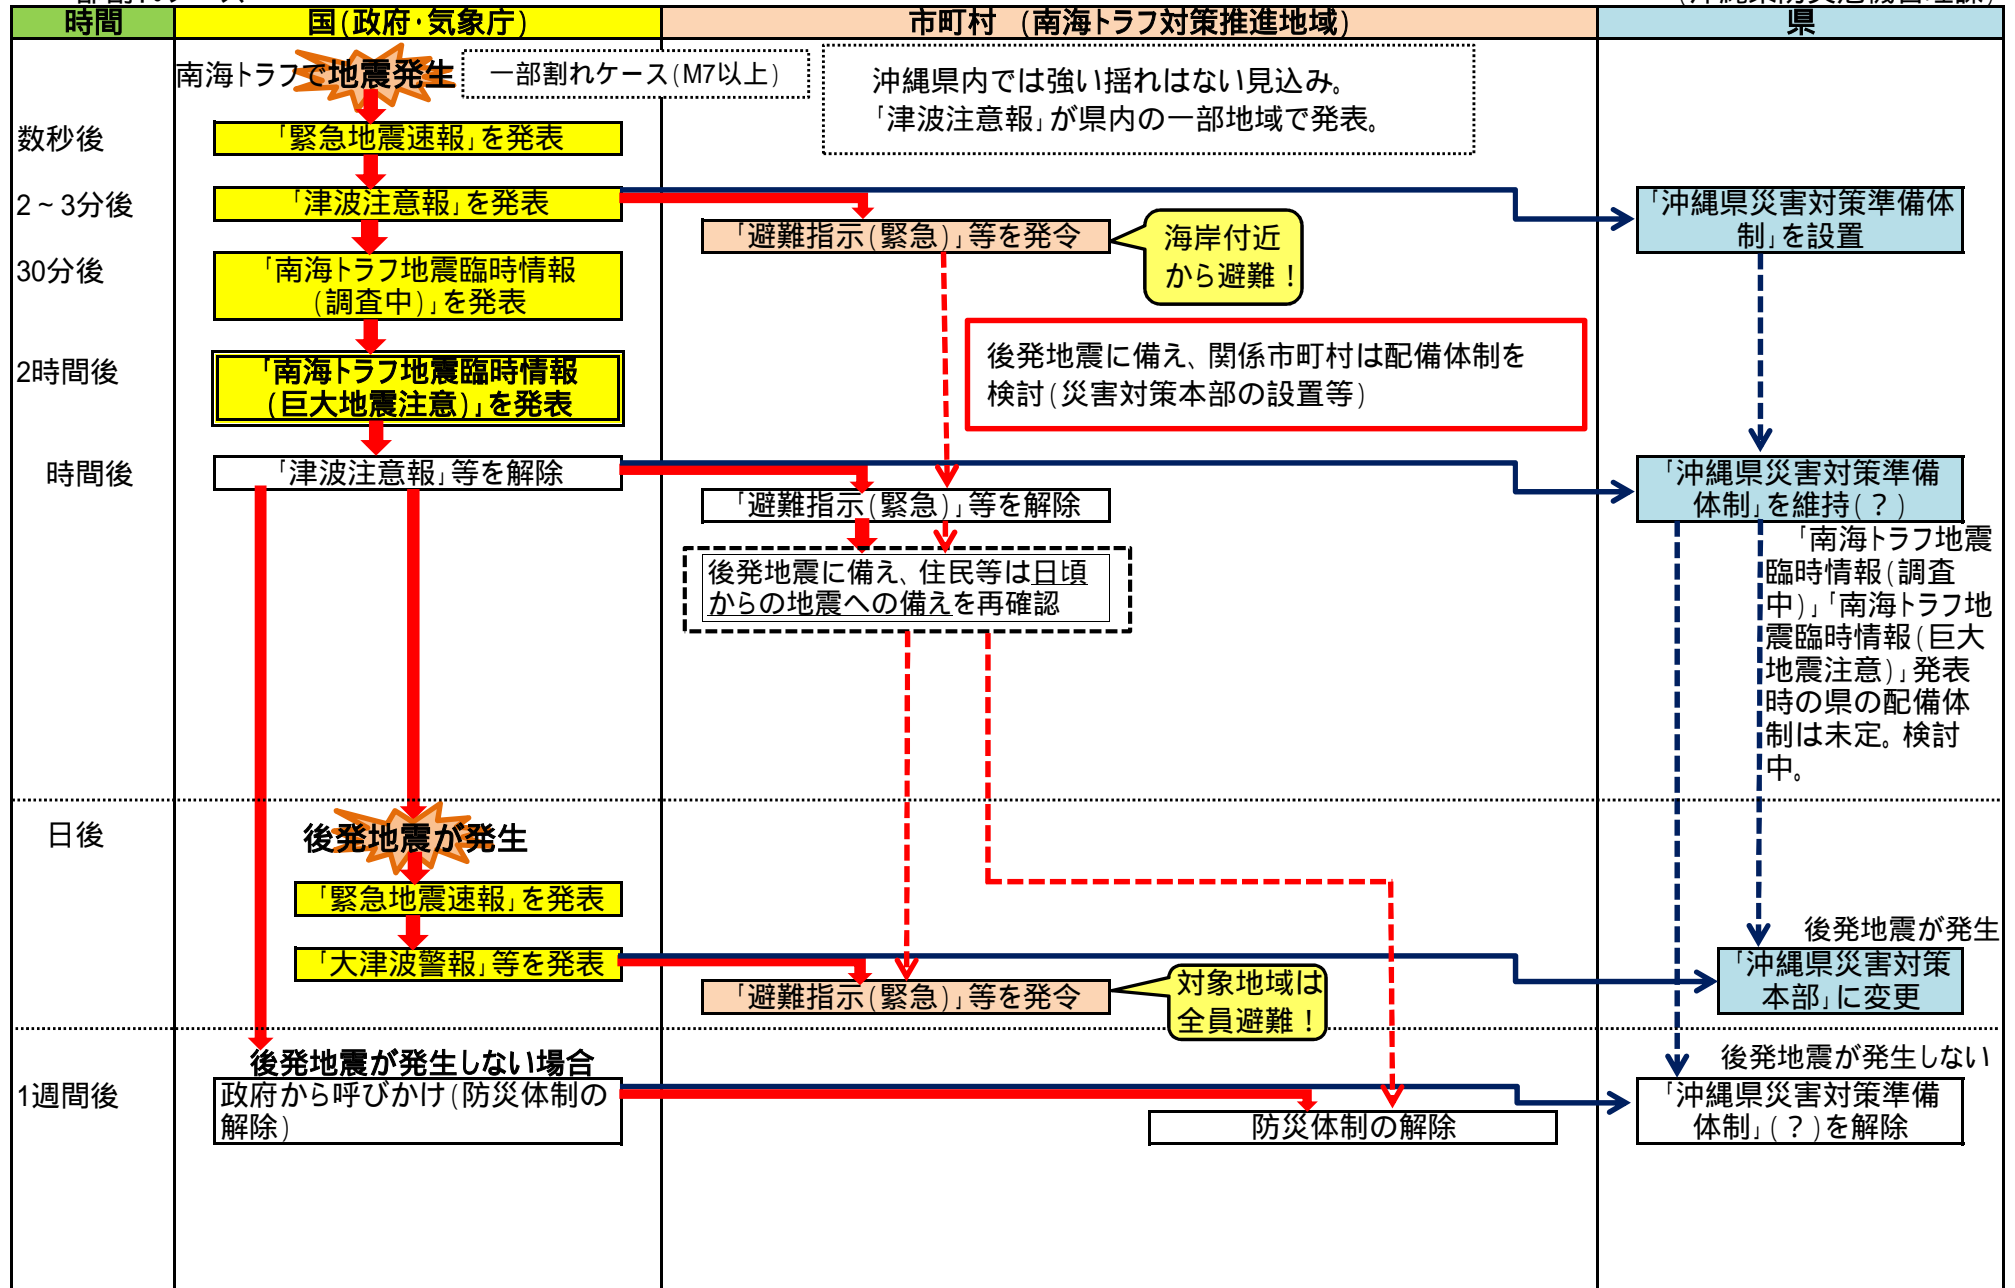 時間
国(政府･気象庁)
市町村 (南海トラフ対策推進地域)
県
南海トラフで地震発生
一部割れケース(M7以上)
沖縄県内では強い揺れはない見込み。
「津波注意報」が県内の一部地域で発表。
数秒後
「緊急地震速報」を発表
2~3分後
「津波注意報」を発表
「避難指示(緊急)」等を発令
海岸付近
から避難!
「沖縄県災害対策準備体
制」を設置
30分後
「南海トラフ地震臨時情報
(調査中)」を発表
2時間後
「南海トラフ地震臨時情報
(巨大地震注意)」を発表
後発地震に備え、関係市町村は配備体制を
検討(災害対策本部の設置等)
時間後
「津波注意報」等を解除
「避難指示(緊急)」等を解除
「沖縄県災害対策準備
体制」を維持(?)
後発地震に備え、住民等は日頃
からの地震への備えを再確認
「南海トラフ地震
臨時情報(調査
中)」「南海トラフ地
震臨時情報(巨大
地震注意)」発表
時の県の配備体
制は未定。検討
中。
日後
後発地震が発生
「緊急地震速報」を発表
「大津波警報」等を発表
「避難指示(緊急)」等を発令
対象地域は
全員避難!
後発地震が発生
「沖縄県災害対策
本部」に変更
1週間後
後発地震が発生しない場合
政府から呼びかけ(防災体制の
解除)
防災体制の解除
後発地震が発生しない
「沖縄県災害対策準備
体制」(?)を解除